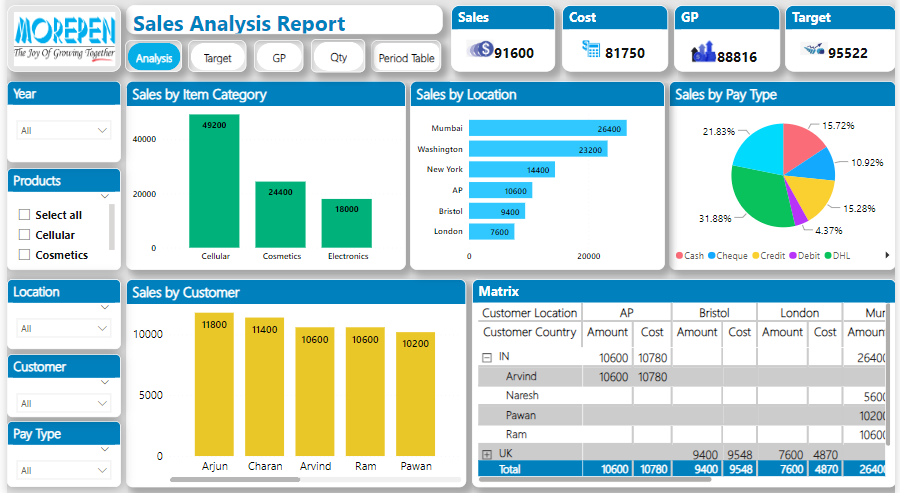 MOREPEN
The Joy Of Growing Together
Sales Analysis Report
Analysis
Target
GP
Qty
Period Table
Sales
91600
Cost
81750
GP
88816
Target
95522
Year
All
Products
Select all
Cellular
Cosmetics
Location
All
Customer
All
Pay Type
All
Sales by Item Category
40000
20000
0
49200
24400
18000
Cellular Cosmetics Electronics
Sales by Location
Mumbai 26400
Washington 23200
New York 14400
AP 10600
Bristol 9400
London 7600
0 20000
Sales by Pay Type
21.83%
15.72%
10.92%
15.28%
4.37%
31.88%
Cash Cheque Credit Debit DHL
Sales by Customer
10000
5000
0
11800
11400
10600
10600
10200
Arjun Charan Arvind Ram Pawan
Matrix
Customer Location AP Bristol London Mur
Customer Country Amount Cost Amount Cost Amount Cost Amoun
IN 10600 10780 26400
Arvind 10600 10780
Naresh 5600
Pawan 10200
Ram 10600
UK 9400 9548 7600 4870
Total 10600 10780 9400 9548 7600 4870 26400